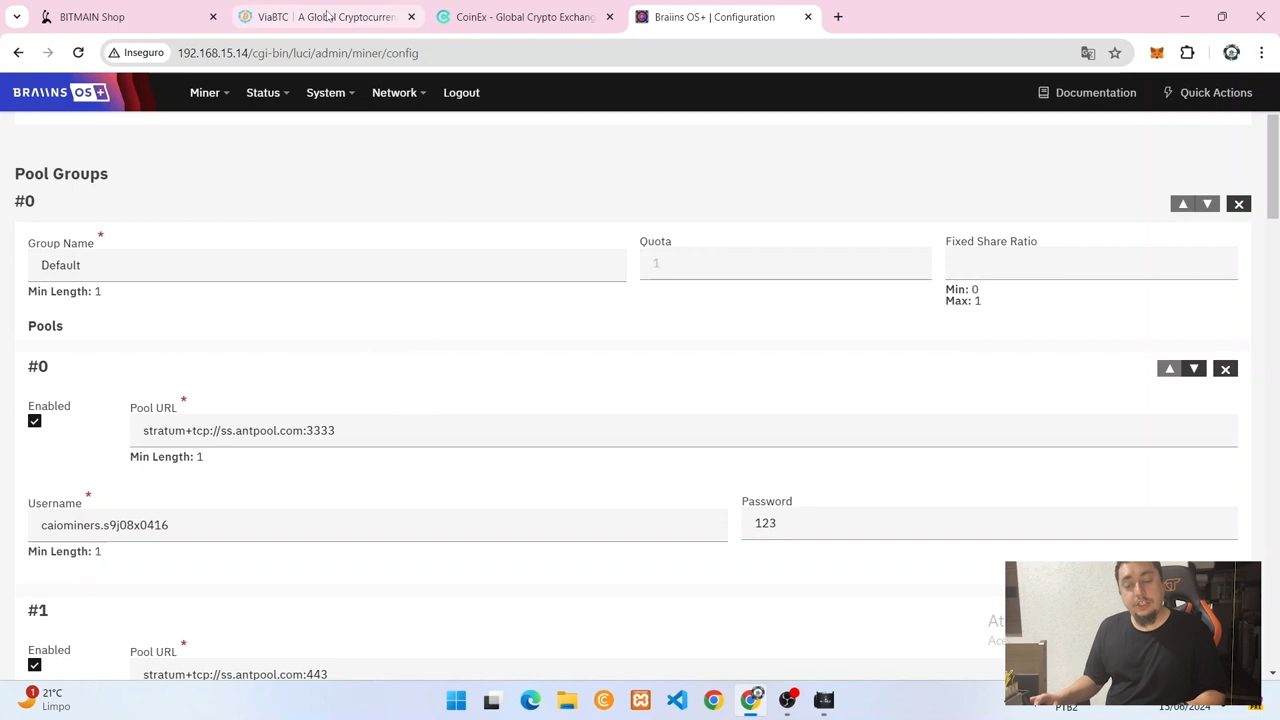 BITMAIN Shop
ViaBTC | A Global Cryptocurren
CoinEx - Global Crypto Exchang
Braiins OS+ | Configuration
Inseguro
192.168.15.14/cgi-bin/luci/admin/miner/config
BRAIINS OS+
Miner
Status
System
Network
Logout
Documentation
Quick Actions
Pool Groups
#0
Group Name *
Quota
Fixed Share Ratio
Default
1
Min Length: 1
Min: 0
Max: 1
Pools
#0
Enabled
Pool URL *
stratum+tcp://ss.antpool.com:3333
Min Length: 1
Username *
Password
caiominers.s9j08x0416
123
Min Length: 1
#1
Enabled
Pool URL *
stratum+tcp://ss.antpool.com:443
1
21°C
Limpo
PTB2
15/06/2024